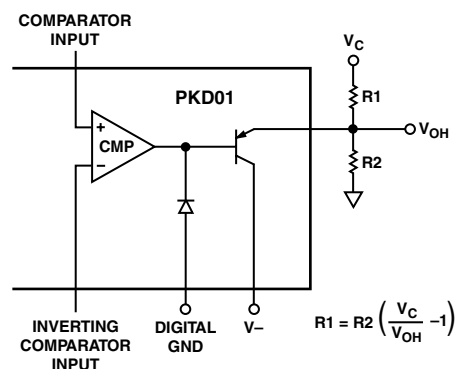 COMPARATOR
INPUT
PKD01
V_C
R1
V_OH
R2
+
CMP
−
INVERTING
COMPARATOR
INPUT
DIGITAL
GND
V−
R1 = R2 (V_C/V_OH −1)